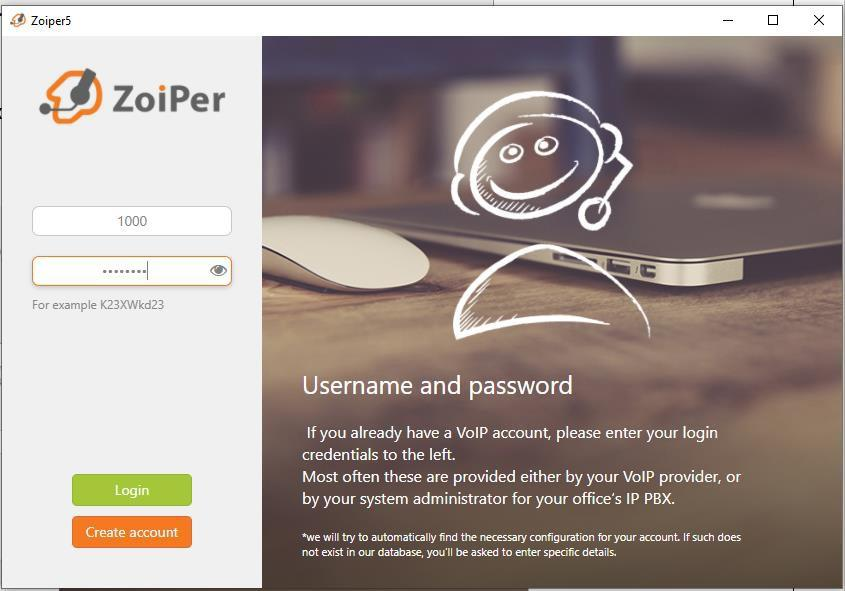 Zoiper5
ZoiPer
1000
••••••••
For example K23XWkd23
Login
Create account
Username and password
If you already have a VoIP account, please enter your login
credentials to the left.
Most often these are provided either by your VoIP provider, or
by your system administrator for your office's IP PBX.
*we will try to automatically find the necessary configuration for your account. If such does
not exist in our database, you'll be asked to enter specific details.